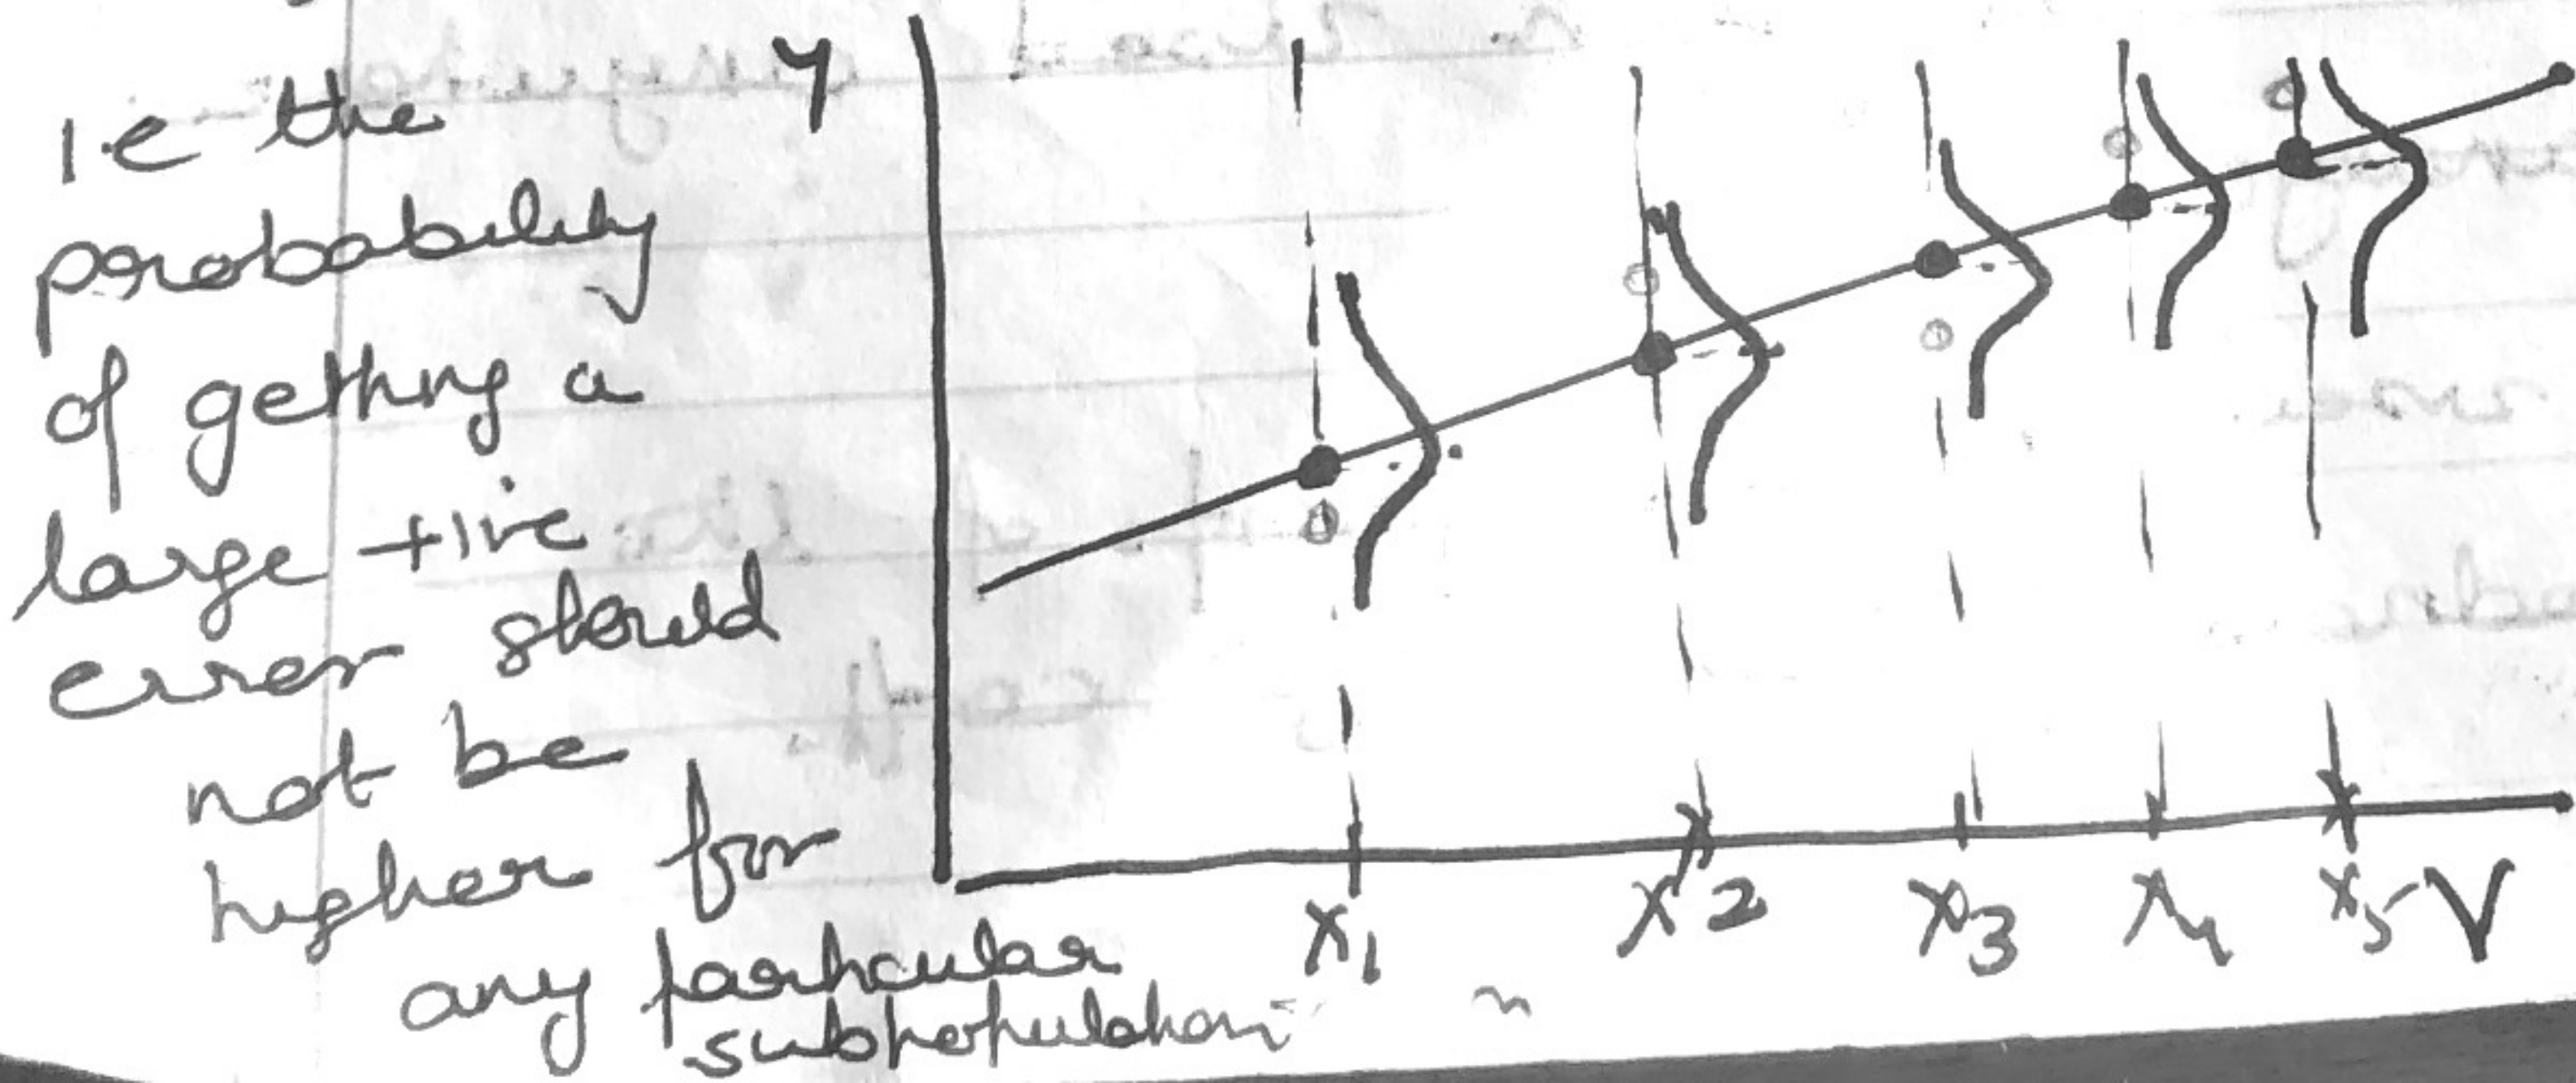 i.e the
probability
of getting a
large +ive
error should
not be
higher for
any particular
subpopulation
Y
X1 X2 X3 X4 X5